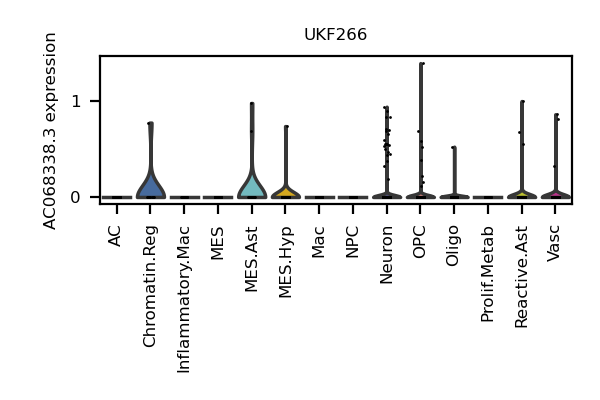 UKF266
AC068338.3 expression
1
0
AC
Chromatin.Reg
Inflammatory.Mac
MES
MES.Ast
MES.Hyp
Mac
NPC
Neuron
OPC
Oligo
Prolif.Metab
Reactive.Ast
Vasc